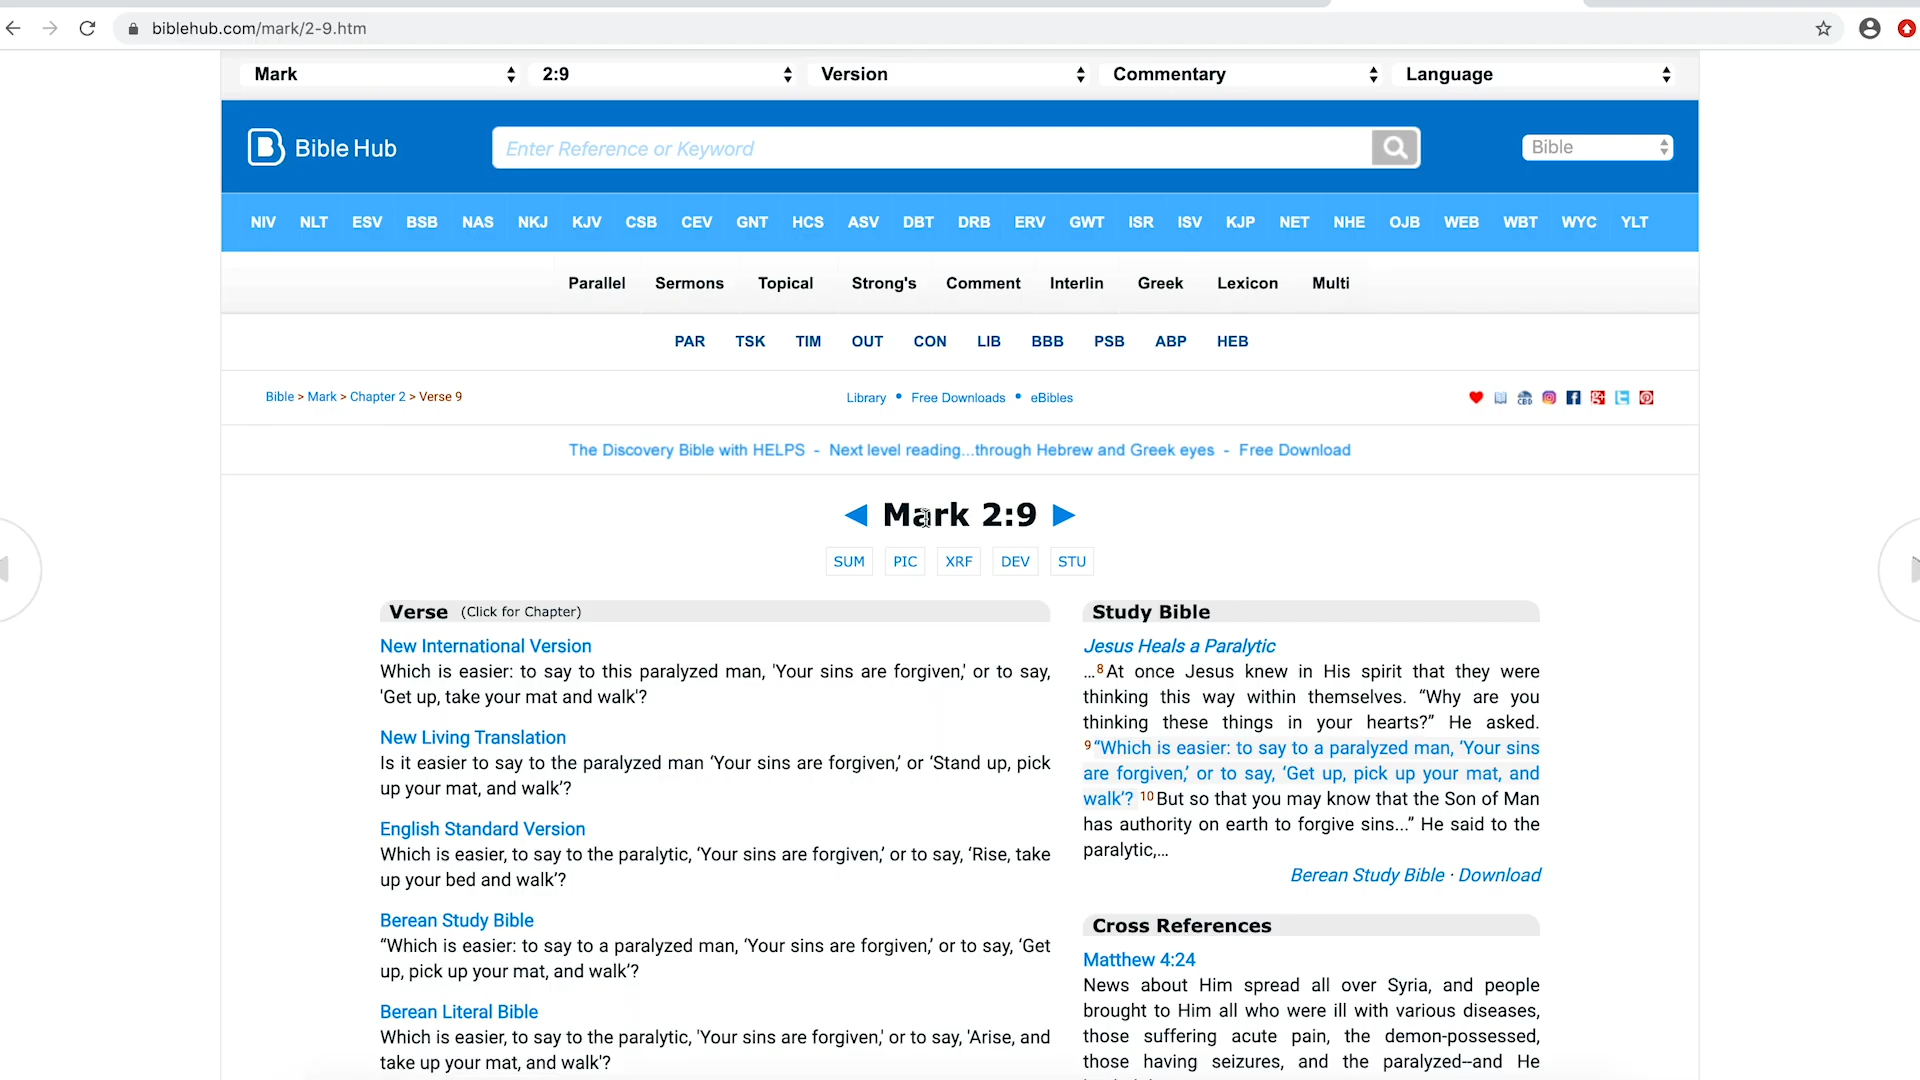 biblehub.com/mark/2-9.htm
Mark 2:9 Version Commentary Language
Bible Hub Enter Reference or Keyword Bible
NIV NLT ESV BSB NAS NKJ KJV CSB CEV GNT HCS ASV DBT DRB ERV GWT ISR ISV KJP NET NHE OJB WEB WBT WYC YLT
Parallel Sermons Topical Strong's Comment Interlin Greek Lexicon Multi
PAR TSK TIM OUT CON LIB BBB PSB ABP HEB
Bible > Mark > Chapter 2 > Verse 9
Library • Free Downloads • eBibles
The Discovery Bible with HELPS - Next level reading...through Hebrew and Greek eyes - Free Download
◄ Mark 2:9 ►
SUM PIC XRF DEV STU
Verse (Click for Chapter)
New International Version
Which is easier: to say to this paralyzed man, 'Your sins are forgiven,' or to say,
'Get up, take your mat and walk'?
New Living Translation
Is it easier to say to the paralyzed man ‘Your sins are forgiven,’ or ‘Stand up, pick
up your mat, and walk’?
English Standard Version
Which is easier, to say to the paralytic, ‘Your sins are forgiven,’ or to say, ‘Rise, take
up your bed and walk’?
Berean Study Bible
“Which is easier: to say to a paralyzed man, ‘Your sins are forgiven,’ or to say, ‘Get
up, pick up your mat, and walk’?
Berean Literal Bible
Which is easier, to say to the paralytic, 'Your sins are forgiven,' or to say, 'Arise, and
take up your mat, and walk'?
Study Bible
Jesus Heals a Paralytic
…8At once Jesus knew in His spirit that they were
thinking this way within themselves. “Why are you
thinking these things in your hearts?” He asked.
9“Which is easier: to say to a paralyzed man, ‘Your sins
are forgiven,’ or to say, ‘Get up, pick up your mat, and
walk’? 10But so that you may know that the Son of Man
has authority on earth to forgive sins...” He said to the
paralytic,…
Berean Study Bible · Download
Cross References
Matthew 4:24
News about Him spread all over Syria, and people
brought to Him all who were ill with various diseases,
those suffering acute pain, the demon-possessed,
those having seizures, and the paralyzed--and He